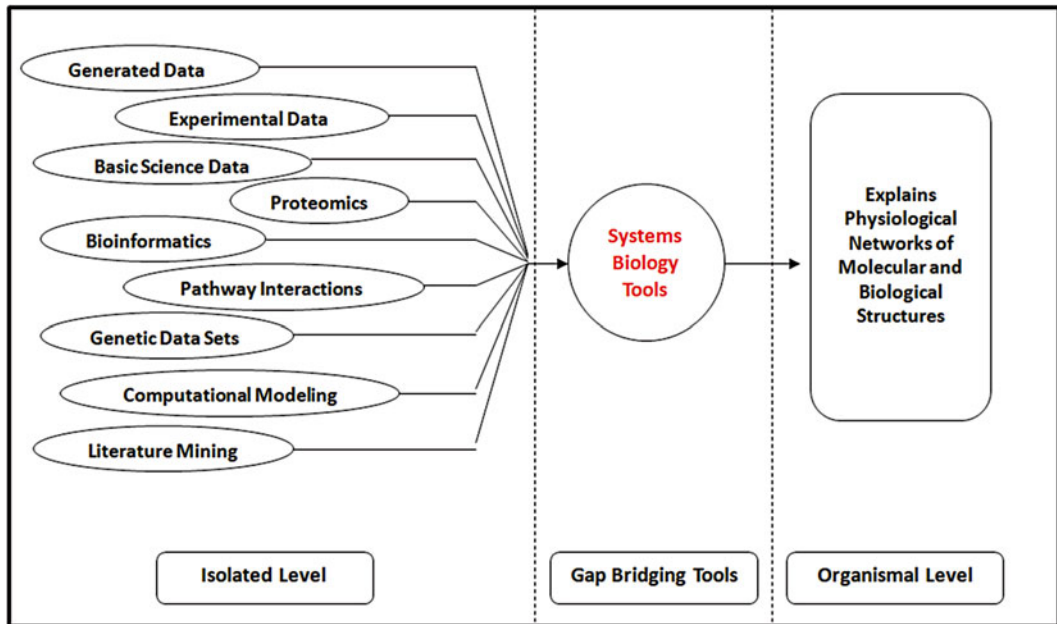 Generated Data
Experimental Data
Basic Science Data
Proteomics
Bioinformatics
Pathway Interactions
Genetic Data Sets
Computational Modeling
Literature Mining
Systems
Biology
Tools
Explains
Physiological
Networks of
Molecular and
Biological
Structures
Isolated Level
Gap Bridging Tools
Organismal Level